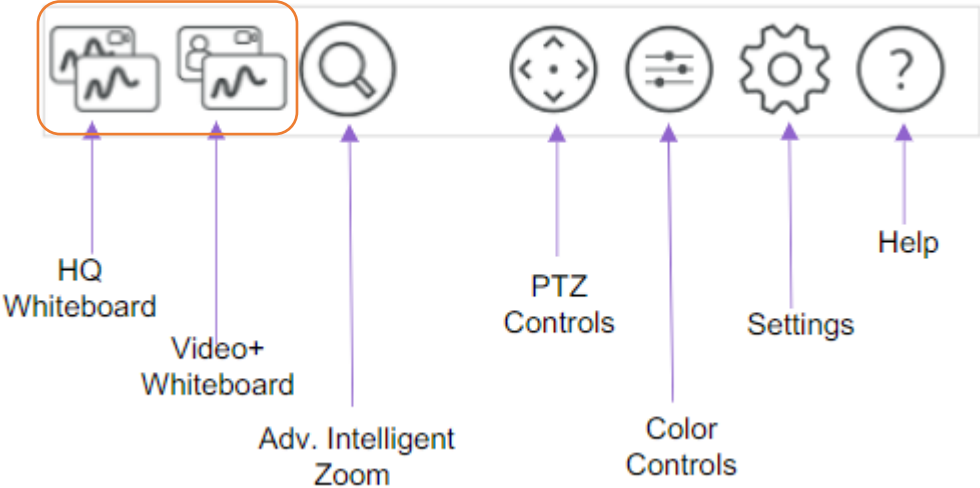 ?
HQ
Whiteboard
Video+
Whiteboard
Adv. Intelligent
Zoom
PTZ
Controls
Color
Controls
Settings
Help